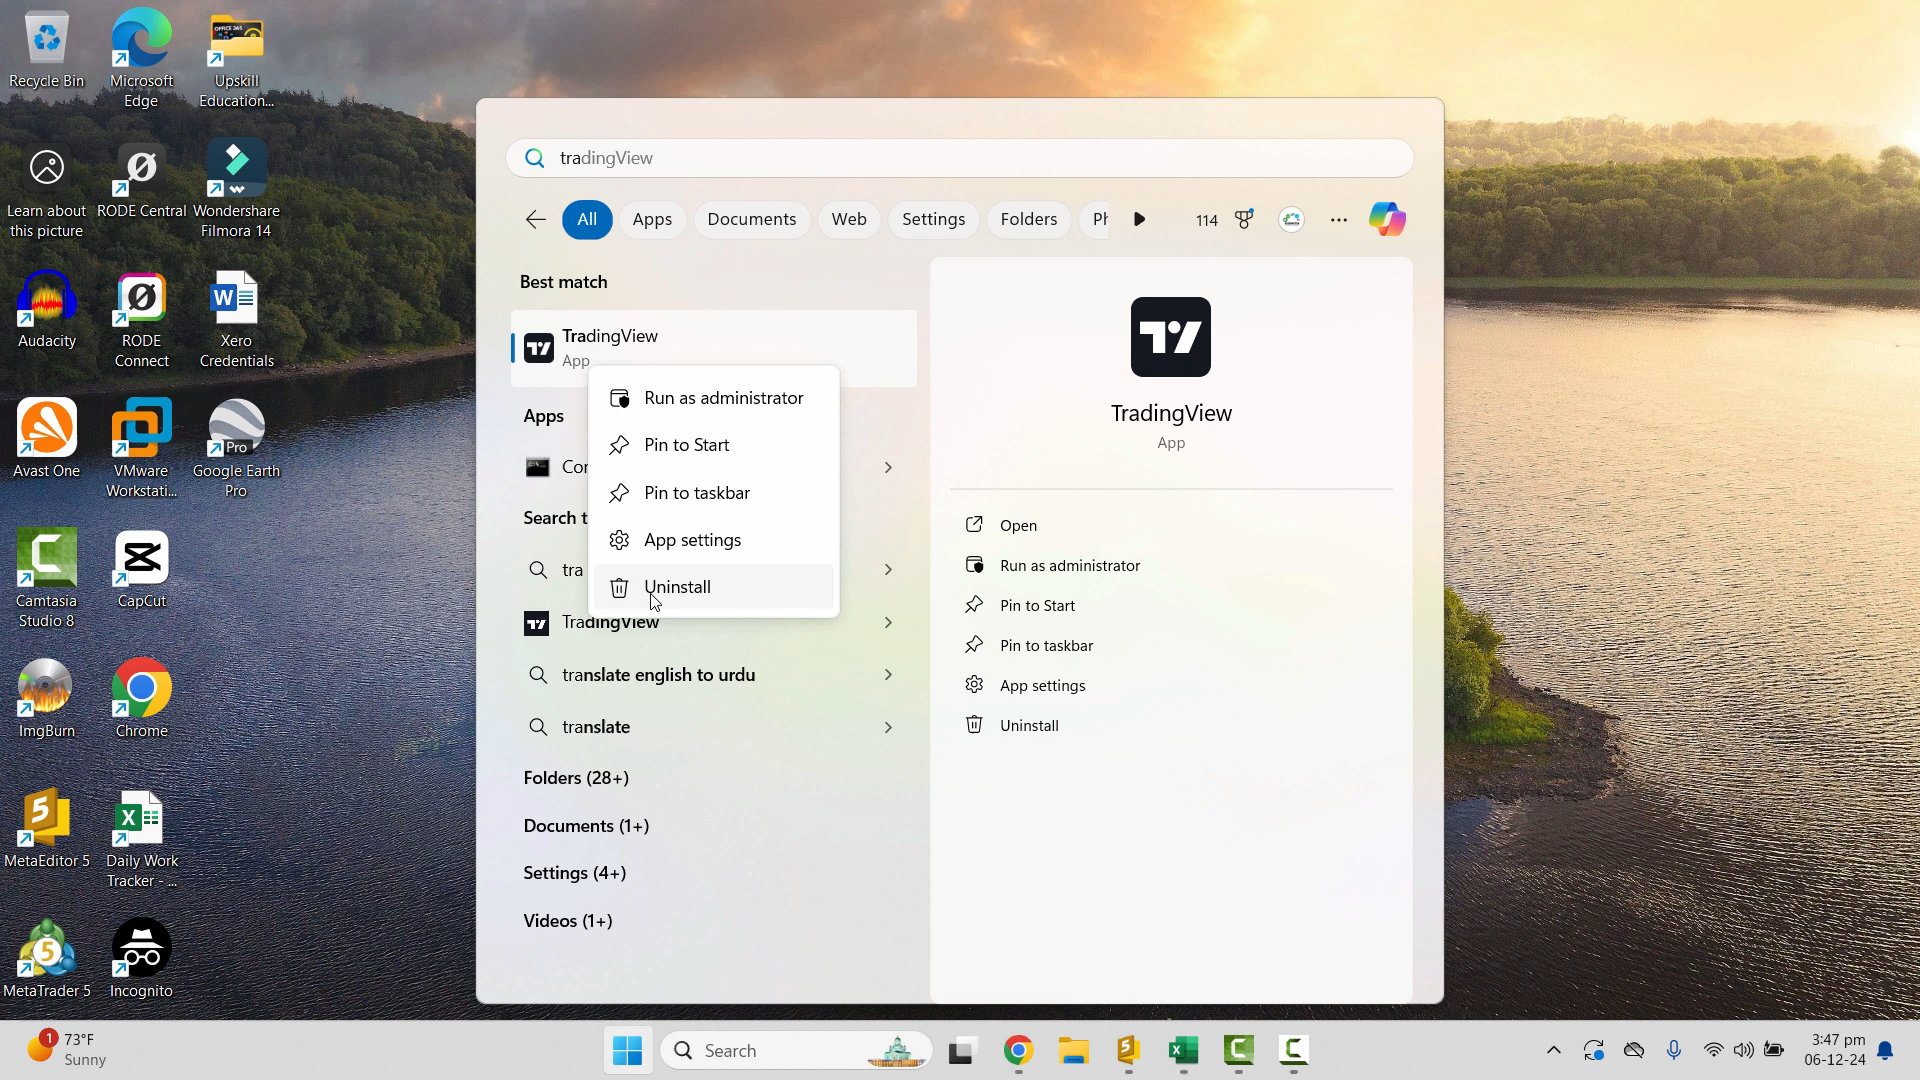 Recycle Bin
Microsoft
Edge
OFFICE 365
Upskill
Education...
Learn about
this picture
RODE Central
Wondershare
Filmora 14
Audacity
RODE
Connect
Xero
Credentials
Avast One
VMware
Workstati...
Pro
Google Earth
Pro
Camtasia
Studio 8
CapCut
ImgBurn
Chrome
MetaEditor 5
Daily Work
Tracker - ...
MetaTrader 5
Incognito
tradingView
All
Apps
Documents
Web
Settings
Folders
Ph
114
Best match
TradingView
App
Apps
Cor
Search t
tra
TradingView
translate english to urdu
translate
Folders (28+)
Documents (1+)
Settings (4+)
Videos (1+)
Run as administrator
Pin to Start
Pin to taskbar
App settings
Uninstall
TradingView
App
Open
Run as administrator
Pin to Start
Pin to taskbar
App settings
Uninstall
1
73°F
Sunny
Search
3:47 pm
06-12-24